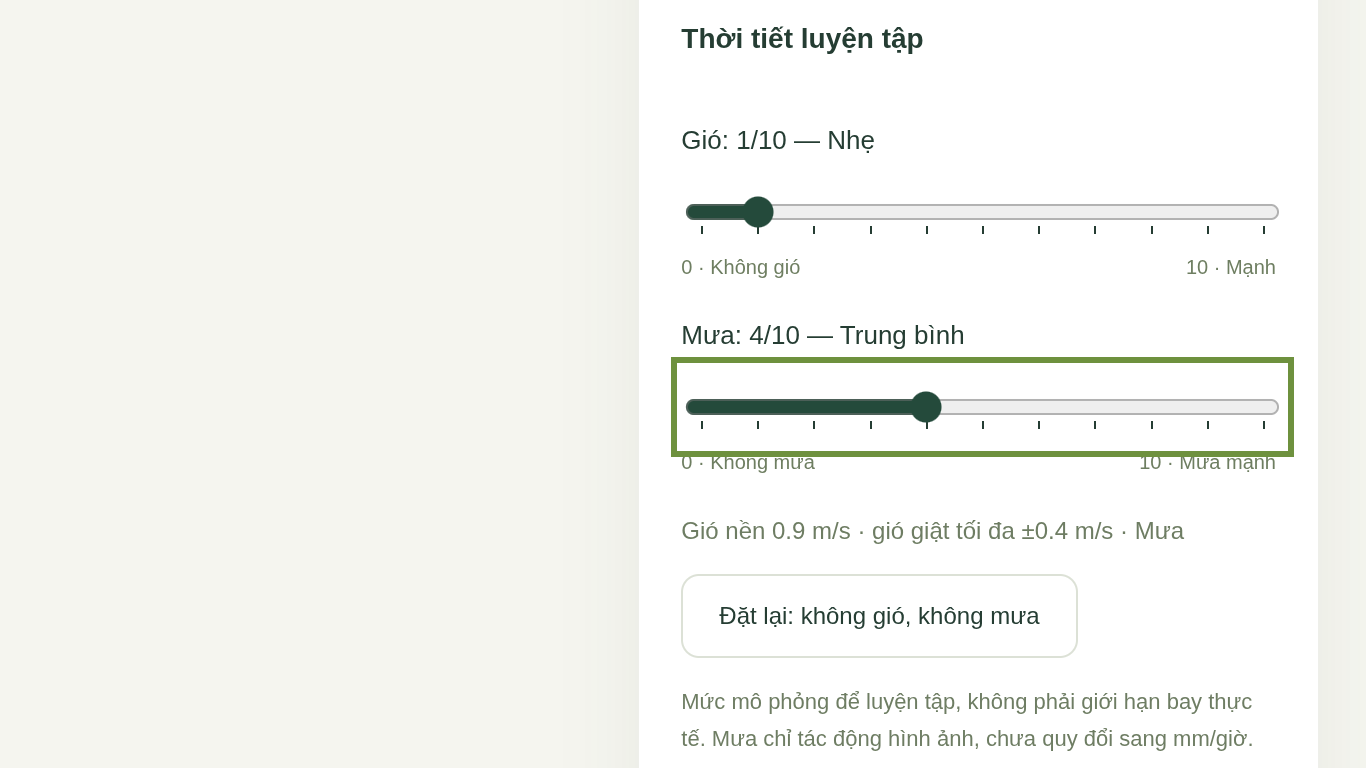 Thời tiết luyện tập
Gió: 1/10 — Nhẹ
0 · Không gió
10 · Mạnh
Mưa: 4/10 — Trung bình
0 · Không mưa
10 · Mưa mạnh
Gió nền 0.9 m/s · gió giật tối đa ±0.4 m/s · Mưa
Đặt lại: không gió, không mưa
Mức mô phỏng để luyện tập, không phải giới hạn bay thực
tế. Mưa chỉ tác động hình ảnh, chưa quy đổi sang mm/giờ.